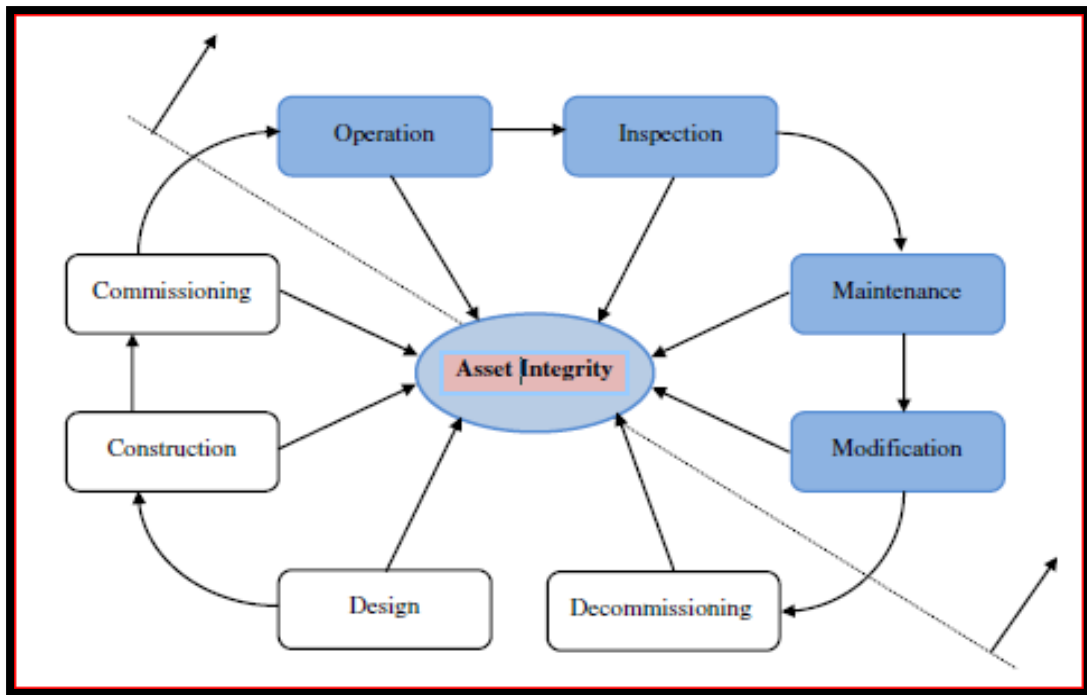 Operation
Inspection
Commissioning
Maintenance
Asset Integrity
Construction
Modification
Design
Decommissioning